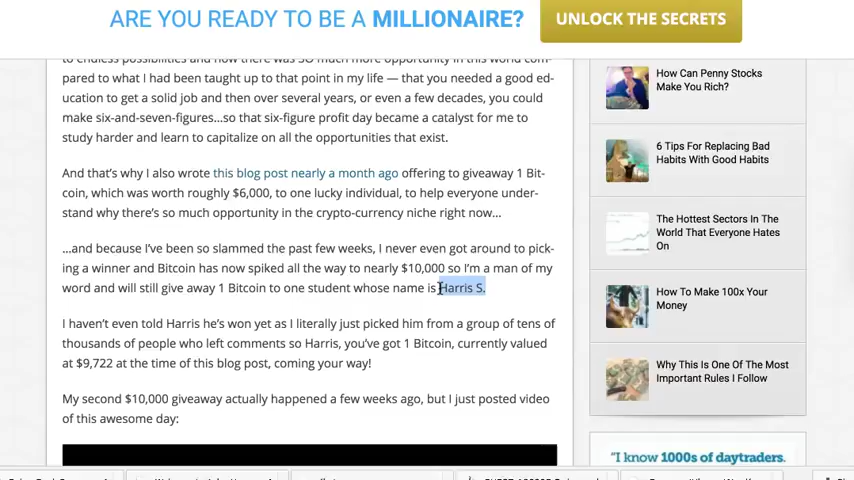 ARE YOU READY TO BE A MILLIONAIRE?
UNLOCK THE SECRETS
to endless possibilities and how there was SO much more opportunity in this world com-
pared to what I had been taught up to that point in my life — that you needed a good ed-
ucation to get a solid job and then over several years, or even a few decades, you could
make six-and-seven-figures...so that six-figure profit day became a catalyst for me to
study harder and learn to capitalize on all the opportunities that exist.
And that's why I also wrote this blog post nearly a month ago offering to giveaway 1 Bit-
coin, which was worth roughly $6,000, to one lucky individual, to help everyone under-
stand why there's so much opportunity in the crypto-currency niche right now...
...and because I've been so slammed the past few weeks, I never even got around to pick-
ing a winner and Bitcoin has now spiked all the way to nearly $10,000 so I'm a man of my
word and will still give away 1 Bitcoin to one student whose name is Harris S.
I haven't even told Harris he's won yet as I literally just picked him from a group of tens of
thousands of people who left comments so Harris, you've got 1 Bitcoin, currently valued
at $9,722 at the time of this blog post, coming your way!
My second $10,000 giveaway actually happened a few weeks ago, but I just posted video
of this awesome day:
How Can Penny Stocks
Make You Rich?
6 Tips For Replacing Bad
Habits With Good Habits
The Hottest Sectors In The
World That Everyone Hates
On
How To Make 100x Your
Money
Why This Is One Of The Most
Important Rules I Follow
"I know 1000s of daytraders.